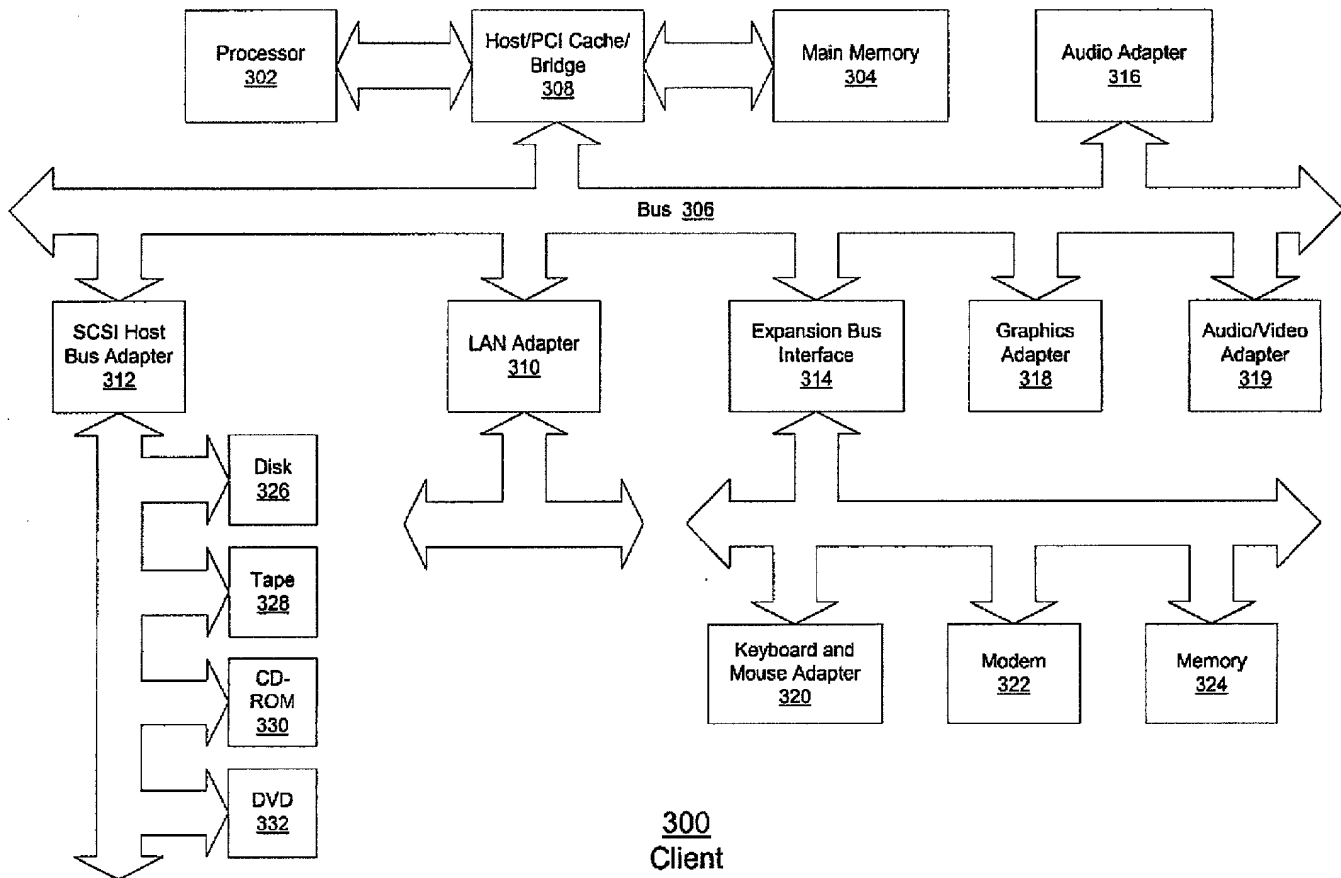 Processor
302
Host/PCI Cache/
Bridge
308
Main Memory
304
Audio Adapter
316
Bus 306
SCSI Host
Bus Adapter
312
LAN Adapter
310
Expansion Bus
Interface
314
Graphics
Adapter
318
Audio/Video
Adapter
319
Disk
326
Tape
328
CD-
ROM
330
DVD
332
Keyboard and
Mouse Adapter
320
Modem
322
Memory
324
300
Client